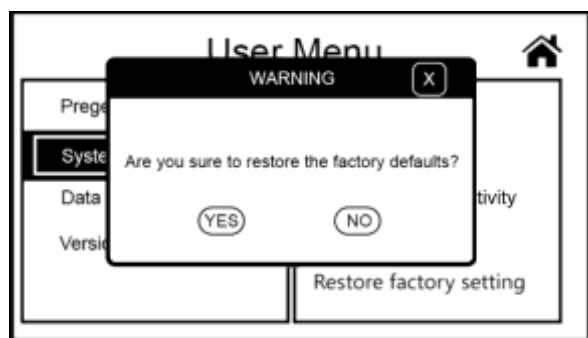 User Menu
WARNING X
Prege
Syste
Are you sure to restore the factory defaults?
Data tivity
YES NO
Versio
Restore factory setting